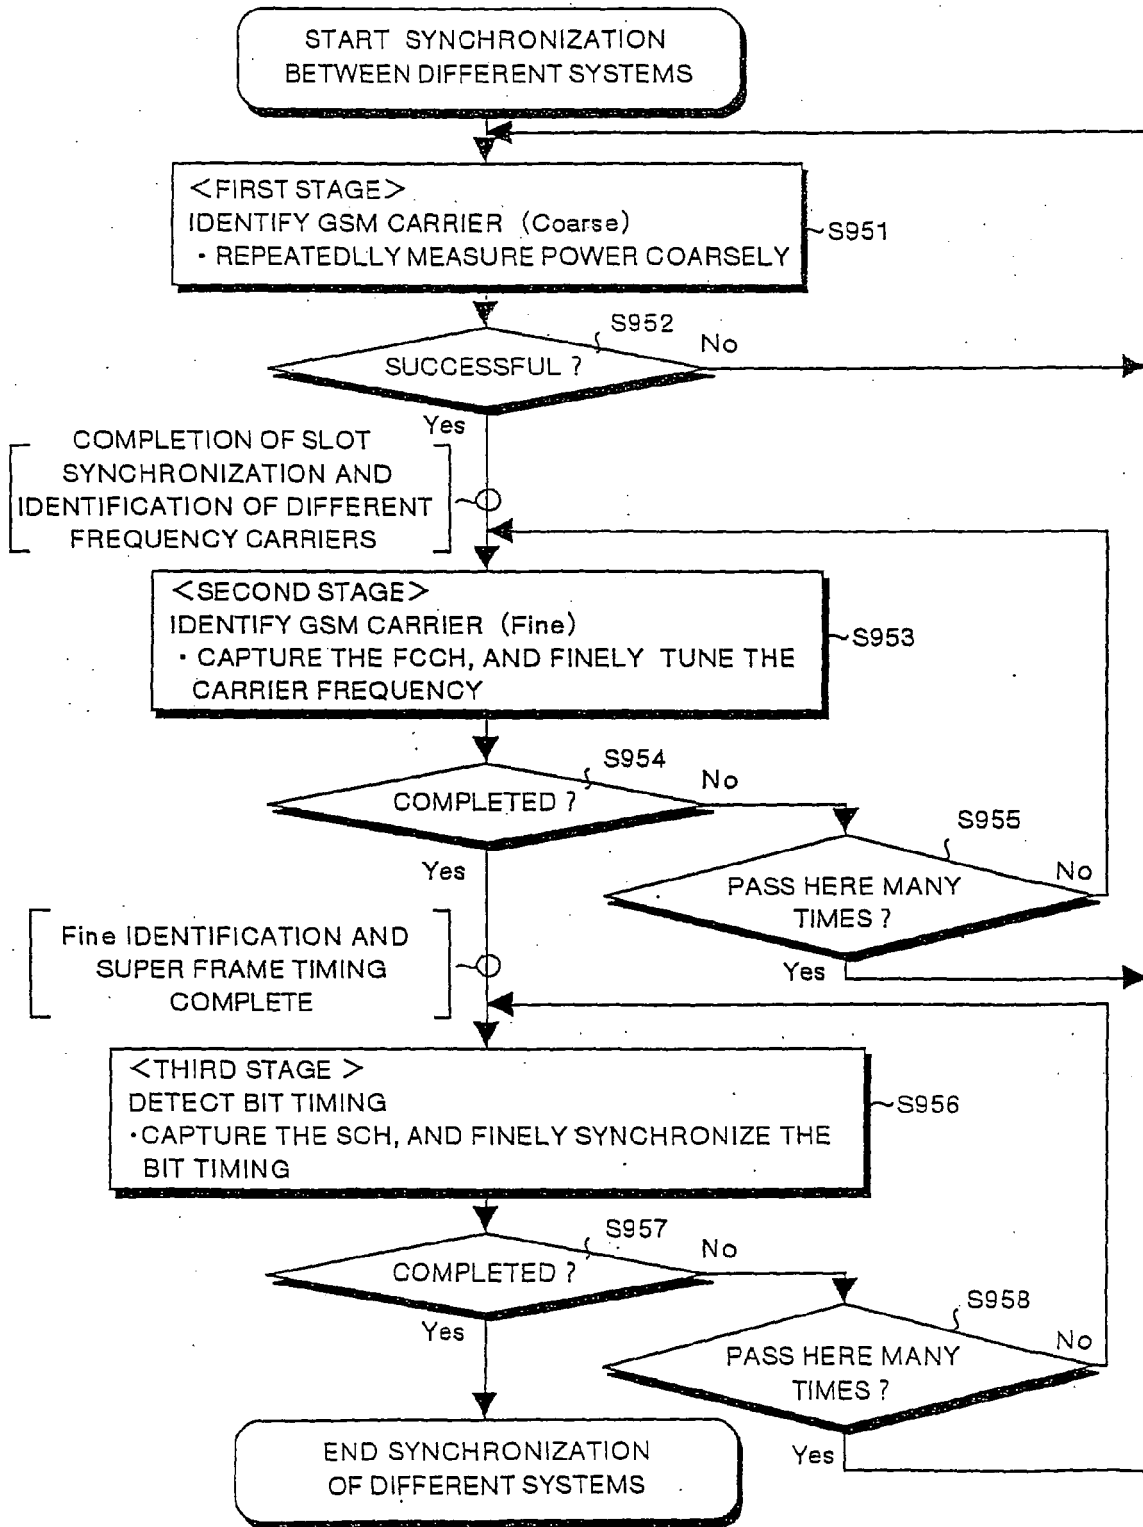 START SYNCHRONIZATION
BETWEEN DIFFERENT SYSTEMS
<FIRST STAGE>
IDENTIFY GSM CARRIER (Coarse)
· REPEATEDLLY MEASURE POWER COARSELY
S951
S952
SUCCESSFUL ?
No
Yes
COMPLETION OF SLOT
SYNCHRONIZATION AND
IDENTIFICATION OF DIFFERENT
FREQUENCY CARRIERS
<SECOND STAGE>
IDENTIFY GSM CARRIER (Fine)
· CAPTURE THE FCCH, AND FINELY TUNE THE
CARRIER FREQUENCY
S953
S954
COMPLETED ?
No
Yes
S955
PASS HERE MANY
TIMES ?
No
Yes
Fine IDENTIFICATION AND
SUPER FRAME TIMING
COMPLETE
<THIRD STAGE >
DETECT BIT TIMING
·CAPTURE THE SCH, AND FINELY SYNCHRONIZE THE
BIT TIMING
S956
S957
COMPLETED ?
No
Yes
S958
PASS HERE MANY
TIMES ?
No
Yes
END SYNCHRONIZATION
OF DIFFERENT SYSTEMS